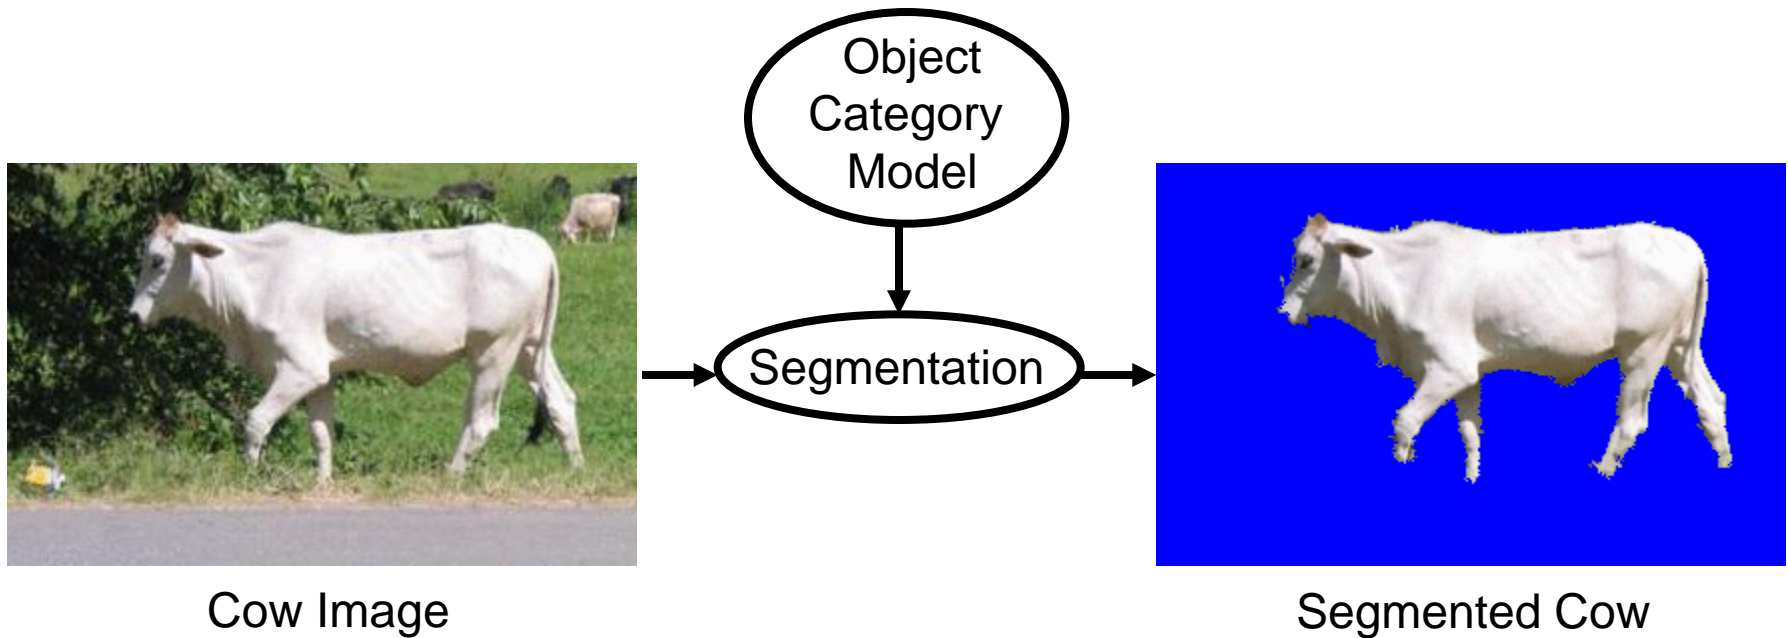 Object
Category
Model
Segmentation
Cow Image
Segmented Cow